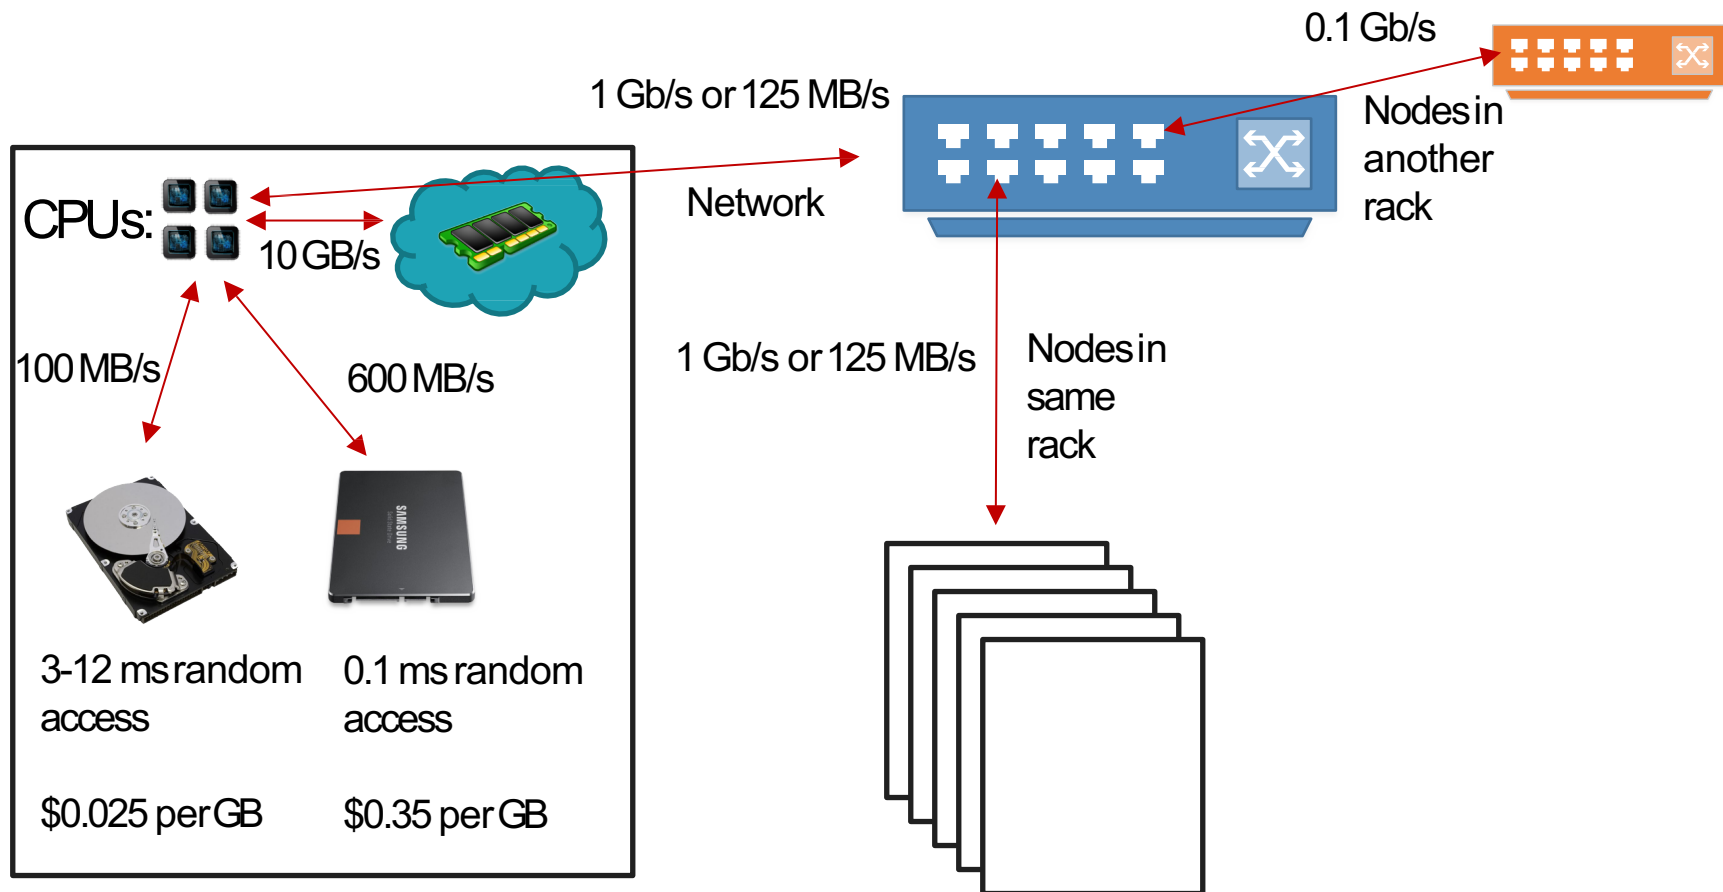 0.1 Gb/s
1 Gb/s or 125 MB/s
Nodes in
another
rack
Network
CPUs:
10 GB/s
1 Gb/s or 125 MB/s
Nodes in
same
rack
100 MB/s
600 MB/s
SAMSUNG
3-12 ms random
access
0.1 ms random
access
$0.025 per GB
$0.35 per GB